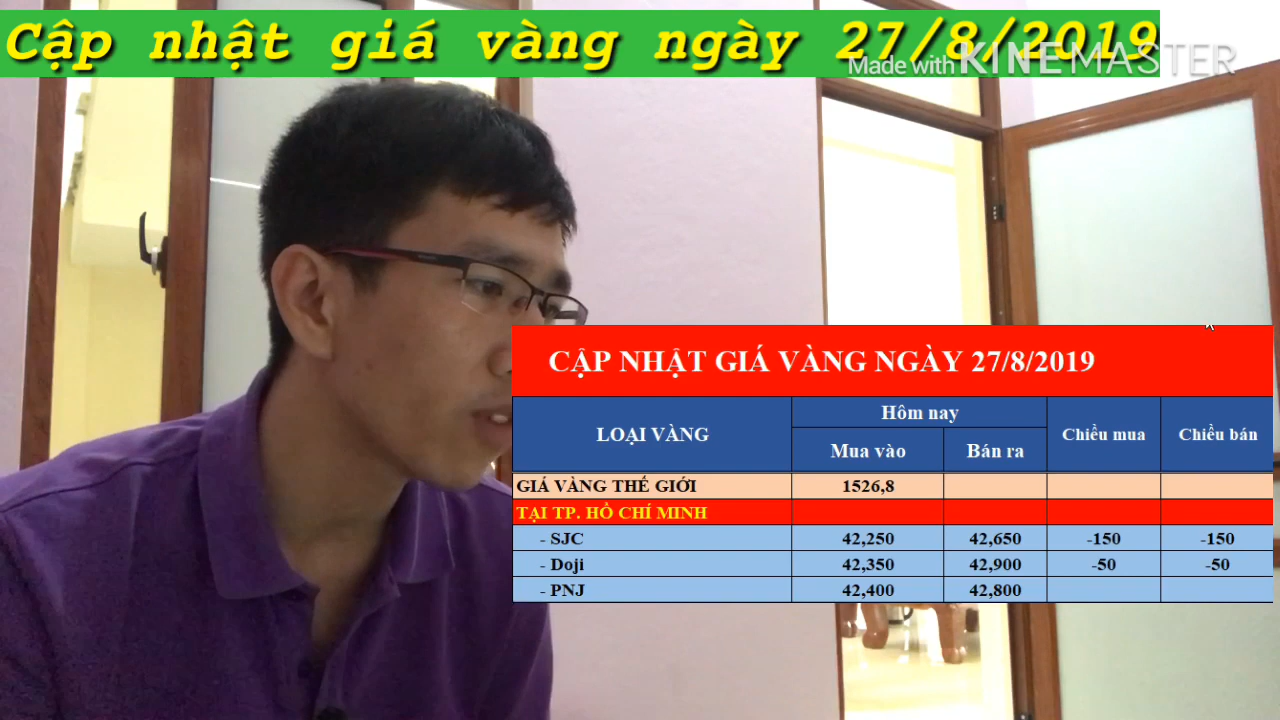 Cập nhật giá vàng ngày 27/8/2019
Made with KINEMASTER
CẬP NHẬT GIÁ VÀNG NGÀY 27/8/2019
LOẠI VÀNG Hôm nay Chiều mua Chiều bán
Mua vào Bán ra
GIÁ VÀNG THẾ GIỚI 1526,8
TẠI TP. HỒ CHÍ MINH
- SJC 42,250 42,650 -150 -150
- Doji 42,350 42,900 -50 -50
- PNJ 42,400 42,800